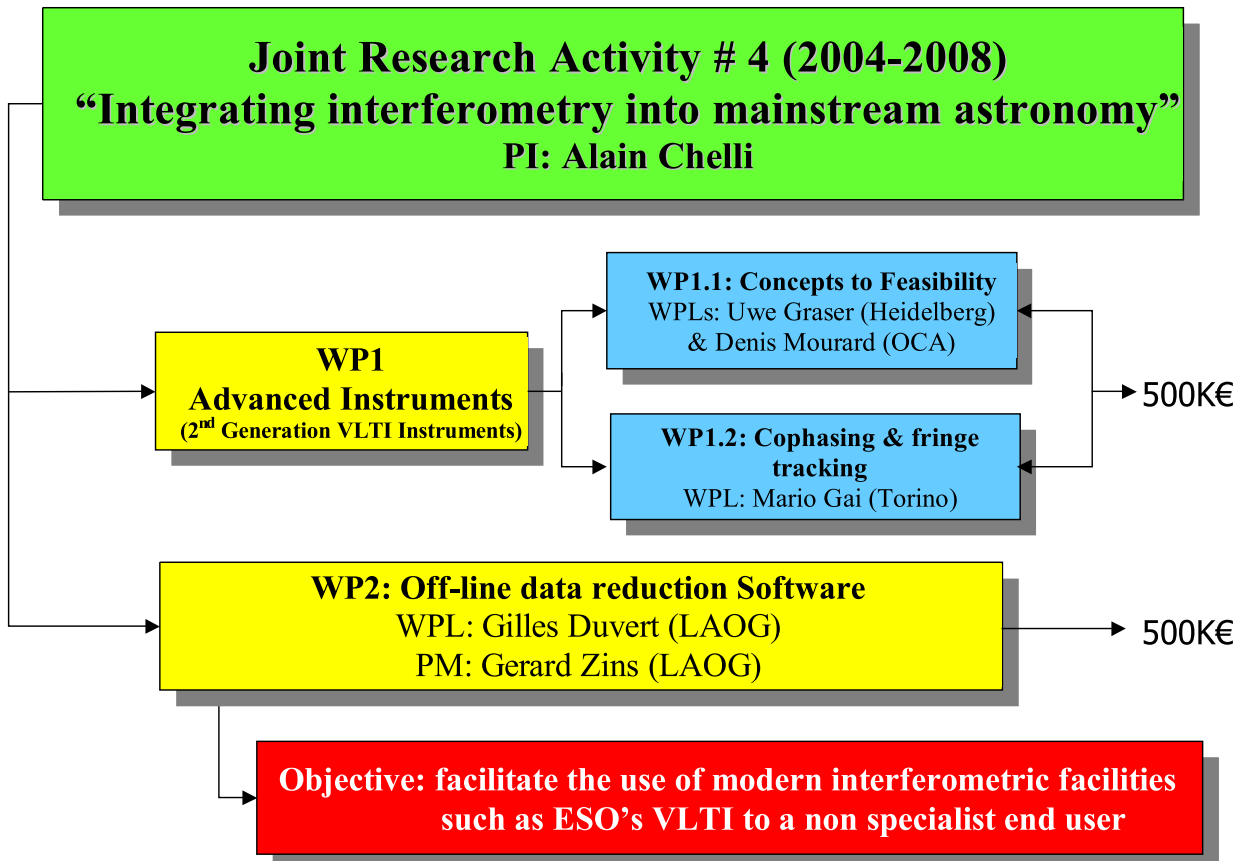 Joint Research Activity # 4 (2004-2008)
“Integrating interferometry into mainstream astronomy”
PI: Alain Chelli
WP1.1: Concepts to Feasibility
WPLs: Uwe Graser (Heidelberg)
& Denis Mourard (OCA)
WP1
Advanced Instruments
(2nd Generation VLTI Instruments)
500K€
WP1.2: Cophasing & fringe
tracking
WPL: Mario Gai (Torino)
WP2: Off-line data reduction Software
WPL: Gilles Duvert (LAOG)
PM: Gerard Zins (LAOG)
500K€
Objective: facilitate the use of modern interferometric facilities
such as ESO’s VLTI to a non specialist end user